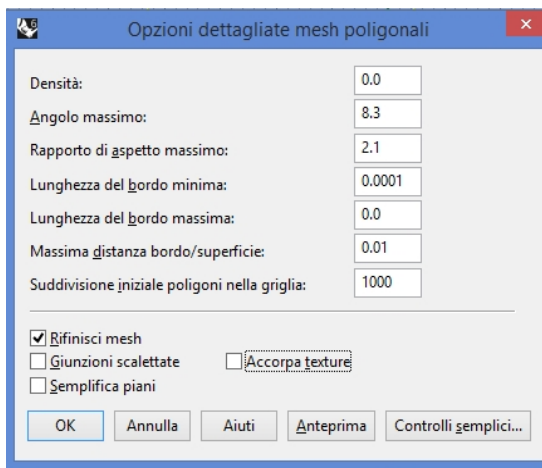 Opzioni dettagliate mesh poligonali
Densità: 0.0
Angolo massimo: 8.3
Rapporto di aspetto massimo: 2.1
Lunghezza del bordo minima: 0.0001
Lunghezza del bordo massima: 0.0
Massima distanza bordo/superficie: 0.01
Suddivisione iniziale poligoni nella griglia: 1000
Rifinisci mesh
Giunzioni scalettate Accorpa texture
Semplifica piani
OK Annulla Aiuti Anteprima Controlli semplici...